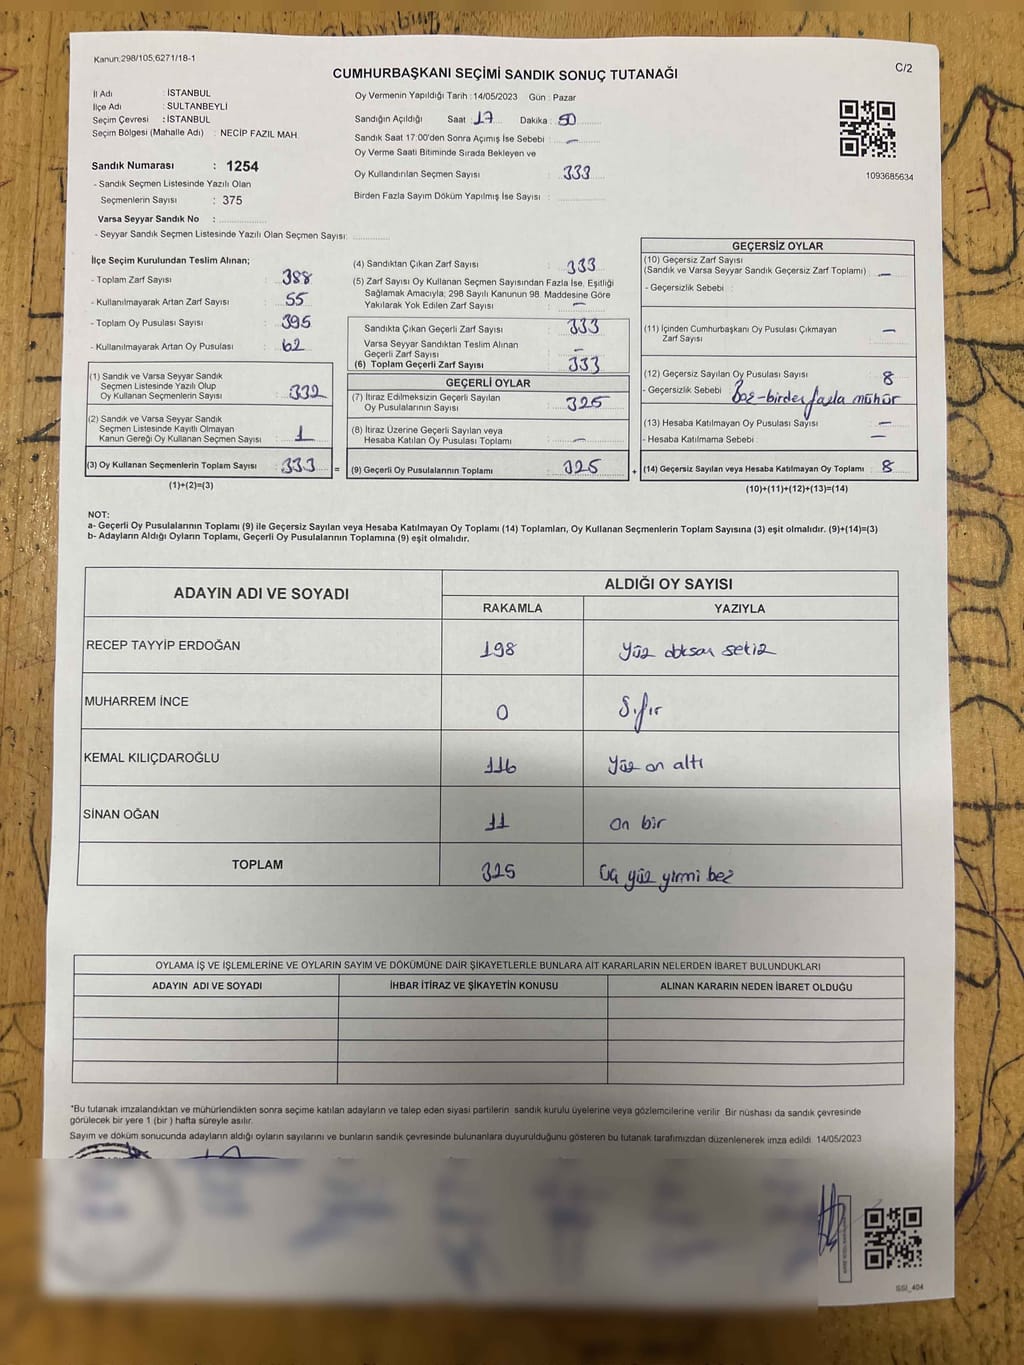 Kanun:298/105,6271/18-1
C/2
CUMHURBAŞKANI SEÇİMİ SANDIK SONUÇ TUTANAĞI
İl Adı : İSTANBUL
İlçe Adı : SULTANBEYLİ
Seçim Çevresi : İSTANBUL
Seçim Bölgesi (Mahalle Adı) : NECİP FAZIL MAH.
Sandık Numarası : 1254
- Sandık Seçmen Listesinde Yazılı Olan
Seçmenlerin Sayısı : 375
Varsa Seyyar Sandık No :
- Seyyar Sandık Seçmen Listesinde Yazılı Olan Seçmen Sayısı:
Oy Vermenin Yapıldığı Tarih : 14/05/2023 Gün : Pazar
Sandığın Açıldığı Saat : 17 Dakika : 50
Sandık Saat 17:00'den Sonra Açımış İse Sebebi : —
Oy Verme Saati Bitiminde Sırada Bekleyen ve
Oy Kullandırılan Seçmen Sayısı : 333
Birden Fazla Sayım Döküm Yapılmış İse Sayısı :
1093685634
İlçe Seçim Kurulundan Teslim Alınan;
- Toplam Zarf Sayısı : 388
- Kullanılmayarak Artan Zarf Sayısı : 55
- Toplam Oy Pusulası Sayısı : 395
- Kullanılmayarak Artan Oy Pusulası : 62
(1) Sandık ve Varsa Seyyar Sandık
Seçmen Listesinde Yazılı Olup
Oy Kullanan Seçmenlerin Sayısı : 332
(2) Sandık ve Varsa Seyyar Sandık
Seçmen Listesinde Kayıtlı Olmayan
Kanun Gereği Oy Kullanan Seçmen Sayısı : 1
(3) Oy Kullanan Seçmenlerin Toplam Sayısı : 333 =
(1)+(2)=(3)
(4) Sandıktan Çıkan Zarf Sayısı : 333
(5) Zarf Sayısı Oy Kullanan Seçmen Sayısından Fazla İse, Eşitliği
Sağlamak Amacıyla; 298 Sayılı Kanunun 98. Maddesine Göre
Yakılarak Yok Edilen Zarf Sayısı : —
Sandıkta Çıkan Geçerli Zarf Sayısı : 333
Varsa Seyyar Sandıktan Teslim Alınan
Geçerli Zarf Sayısı : —
(6) Toplam Geçerli Zarf Sayısı : 333
GEÇERLİ OYLAR
(7) İtiraz Edilmeksizin Geçerli Sayılan
Oy Pusulalarının Sayısı : 325
(8) İtiraz Üzerine Geçerli Sayılan veya
Hesaba Katılan Oy Pusulası Toplamı : —
(9) Geçerli Oy Pusulalarının Toplamı : 325 +
GEÇERSİZ OYLAR
(10) Geçersiz Zarf Sayısı
(Sandık ve Varsa Seyyar Sandık Geçersiz Zarf Toplamı) : —
- Geçersizlik Sebebi :
(11) İçinden Cumhurbaşkanı Oy Pusulası Çıkmayan
Zarf Sayısı : —
(12) Geçersiz Sayılan Oy Pusulası Sayısı : 8
- Geçersizlik Sebebi : Boş-birden fazla mühür
(13) Hesaba Katılmayan Oy Pusulası Sayısı : —
- Hesaba Katılmama Sebebi : —
(14) Geçersiz Sayılan veya Hesaba Katılmayan Oy Toplamı : 8
(10)+(11)+(12)+(13)=(14)
NOT:
a- Geçerli Oy Pusulalarının Toplamı (9) ile Geçersiz Sayılan veya Hesaba Katılmayan Oy Toplamı (14) Toplamları, Oy Kullanan Seçmenlerin Toplam Sayısına (3) eşit olmalıdır. (9)+(14)=(3)
b- Adayların Aldığı Oyların Toplamı, Geçerli Oy Pusulalarının Toplamına (9) eşit olmalıdır.
ADAYIN ADI VE SOYADI ALDIĞI OY SAYISI
RAKAMLA YAZIYLA
RECEP TAYYİP ERDOĞAN 198 Yüz doksan sekiz
MUHARREM İNCE 0 Sıfır
KEMAL KILIÇDAROĞLU 116 Yüz on altı
SİNAN OĞAN 11 on bir
TOPLAM 325 Üç yüz yirmi beş
OYLAMA İŞ VE İŞLEMLERİNE VE OYLARIN SAYIM VE DÖKÜMÜNE DAİR ŞİKAYETLERLE BUNLARA AİT KARARLARIN NELERDEN İBARET BULUNDUKLARI
ADAYIN ADI VE SOYADI İHBAR İTİRAZ VE ŞİKAYETİN KONUSU ALINAN KARARIN NEDEN İBARET OLDUĞU
*Bu tutanak imzalandıktan ve mühürlendikten sonra seçime katılan adayların ve talep eden siyasi partilerin sandık kurulu üyelerine veya gözlemcilerine verilir. Bir nüshası da sandık çevresinde
görülecek bir yere 1 (bir ) hafta süreyle asılır.
Sayım ve döküm sonucunda adayların aldığı oyların sayılarını ve bunların sandık çevresinde bulunanlara duyurulduğunu gösteren bu tutanak tarafımızdan düzenlenerek imza edildi. 14/05/2023
SSI_404